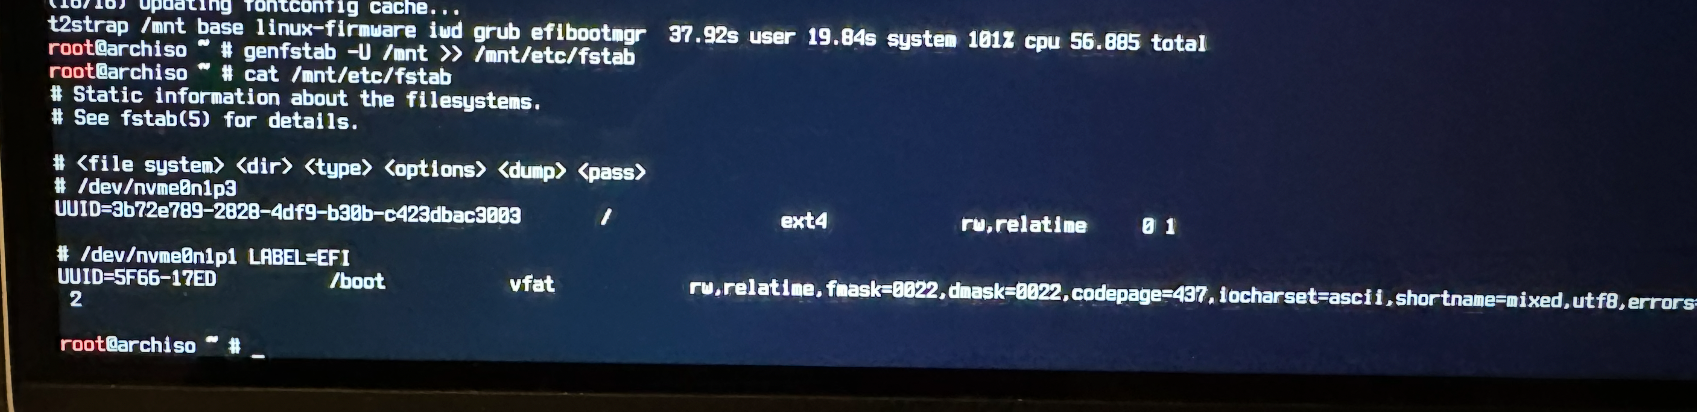 (18/18) Updating fontconfig cache...
t2strap /mnt base linux-firmware iwd grub efibootmgr 37.92s user 19.84s system 101% cpu 56.885 total
root@archiso ~ # genfstab -U /mnt >> /mnt/etc/fstab
root@archiso ~ # cat /mnt/etc/fstab
# Static information about the filesystems.
# See fstab(5) for details.
# <file system> <dir> <type> <options> <dump> <pass>
# /dev/nvme0n1p3
UUID=3b72e789-2828-4df9-b30b-c423dbac3003 / ext4 rw,relatime 0 1
# /dev/nvme0n1p1 LABEL=EFI
UUID=5F66-17ED /boot vfat rw,relatime,fmask=0022,dmask=0022,codepage=437,iocharset=ascii,shortname=mixed,utf8,errors=
2
root@archiso ~ # _